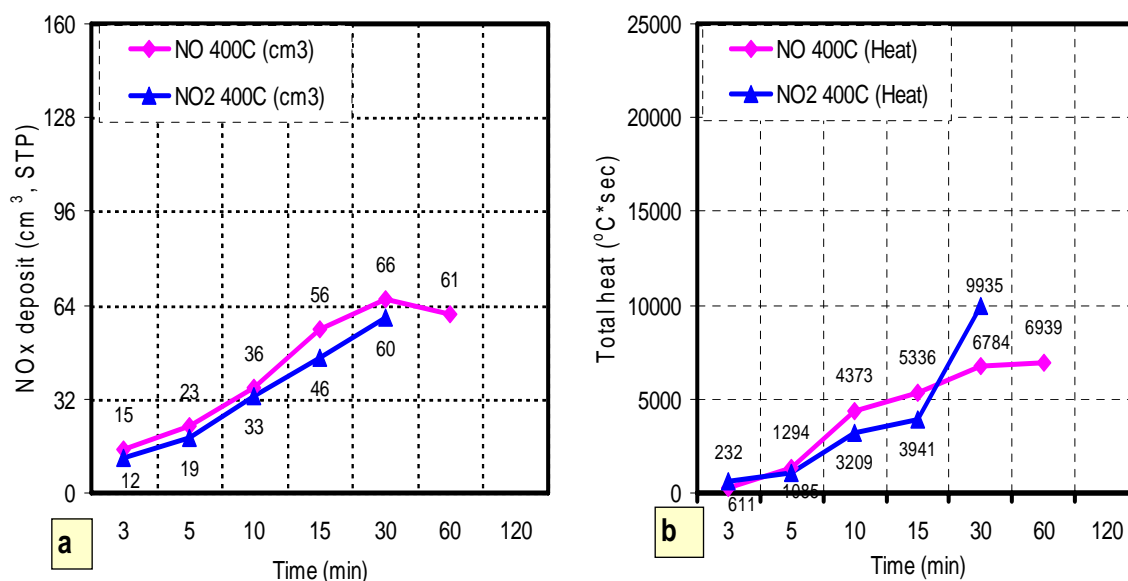 160
128
96
64
32
0
NOx deposit (cm³, STP)
NO 400C (cm3)
NO2 400C (cm3)
15
23
36
56
66
61
12
19
33
46
60
3 5 10 15 30 60 120
Time (min)
a
25000
20000
15000
10000
5000
0
Total heat (⁰C*sec)
NO 400C (Heat)
NO2 400C (Heat)
232
1294
4373
5336
6784
6939
611
1085
3209
3941
9935
3 5 10 15 30 60 120
Time (min)
b